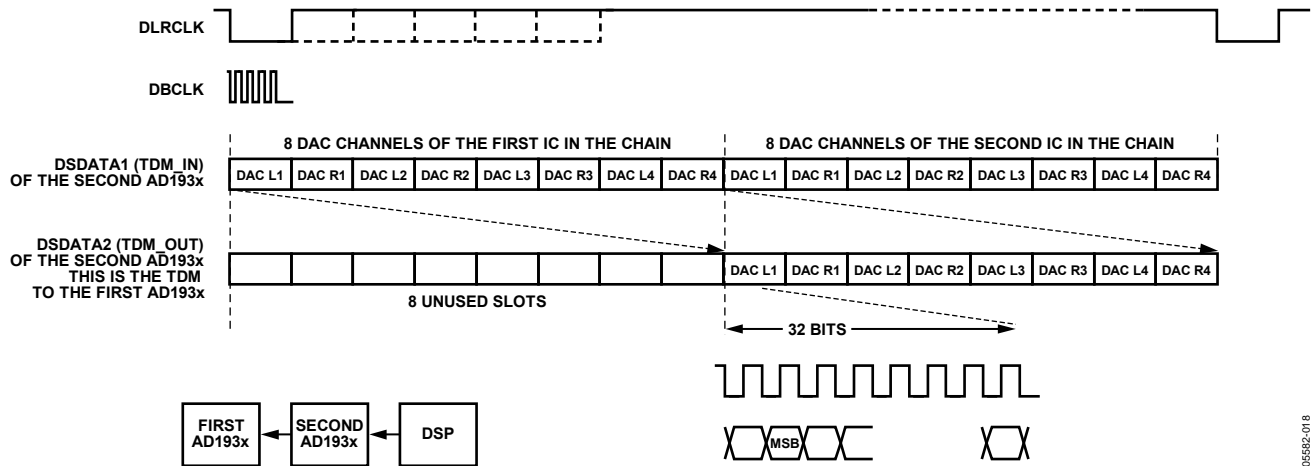 DLRCLK
DBCLK
8 DAC CHANNELS OF THE FIRST IC IN THE CHAIN
8 DAC CHANNELS OF THE SECOND IC IN THE CHAIN
DSDATA1 (TDM_IN)
OF THE SECOND AD193x
DAC L1 DAC R1 DAC L2 DAC R2 DAC L3 DAC R3 DAC L4 DAC R4 DAC L1 DAC R1 DAC L2 DAC R2 DAC L3 DAC R3 DAC L4 DAC R4
DSDATA2 (TDM_OUT)
OF THE SECOND AD193x
THIS IS THE TDM
TO THE FIRST AD193x
DAC L1 DAC R1 DAC L2 DAC R2 DAC L3 DAC R3 DAC L4 DAC R4
8 UNUSED SLOTS
32 BITS
FIRST
AD193x
SECOND
AD193x
DSP
MSB
05582-018